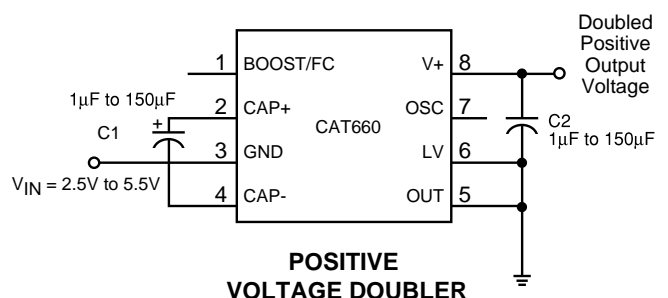 Doubled
Positive
Output
Voltage
1 BOOST/FC
V+ 8
1µF to 150µF
C1
+
2 CAP+
OSC 7
CAT660
C2
1µF to 150µF
3 GND
LV 6
VIN = 2.5V to 5.5V
4 CAP-
OUT 5
POSITIVE
VOLTAGE DOUBLER